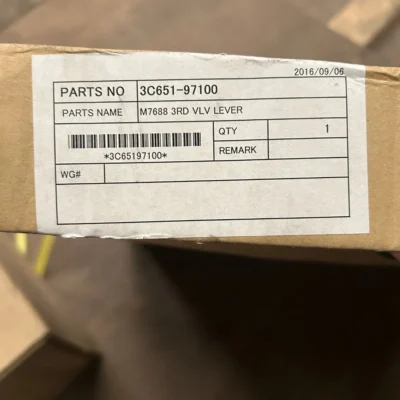 2016/09/06
PARTS NO 3C651-97100
PARTS NAME M7688 3RD VLV LEVER
QTY 1
*3C65197100*
REMARK
WG#